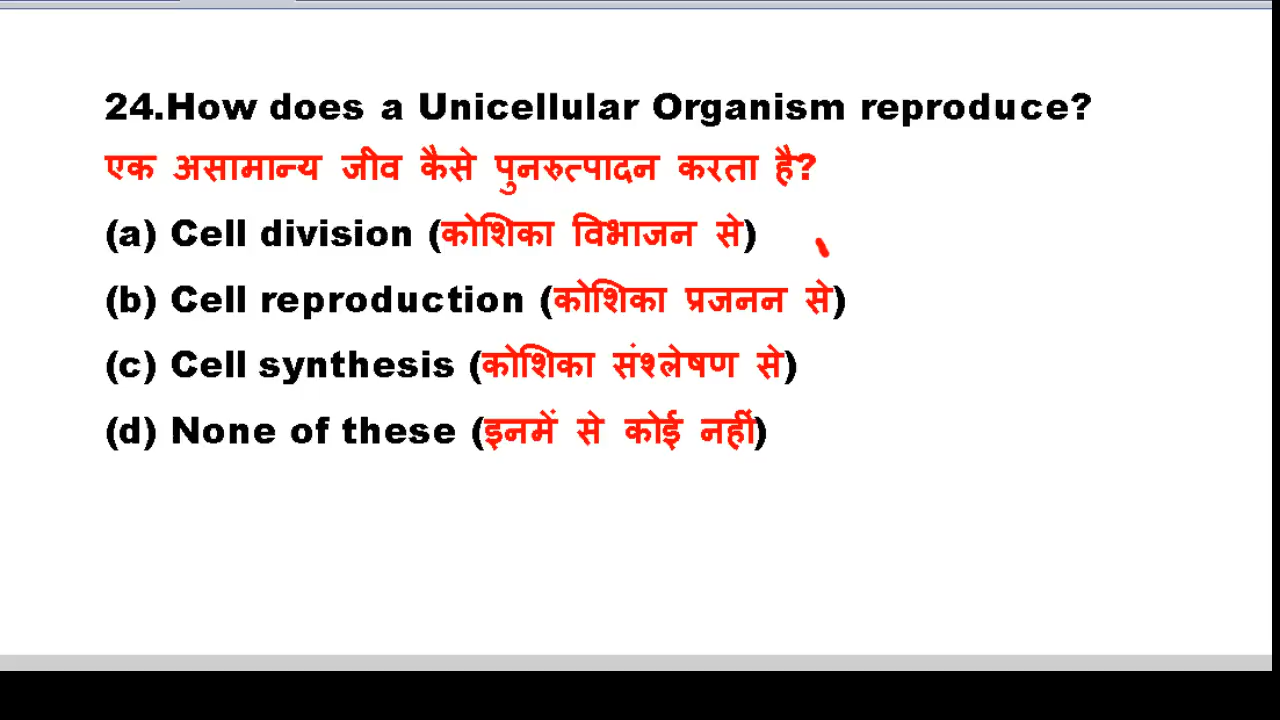 24.How does a Unicellular Organism reproduce?
एक असामान्य जीव कैसे पुनरुत्पादन करता है?
(a) Cell division (कोशिका विभाजन से)
(b) Cell reproduction (कोशिका प्रजनन से)
(c) Cell synthesis (कोशिका संश्लेषण से)
(d) None of these (इनमें से कोई नहीं)